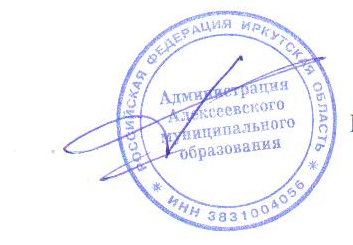 РОССИЙСКАЯ ФЕДЕРАЦИЯ ИРКУТСКАЯ ОБЛАСТЬ
Администрация
Алексеевского
муниципального
образования
* ИНН 3831004056 *